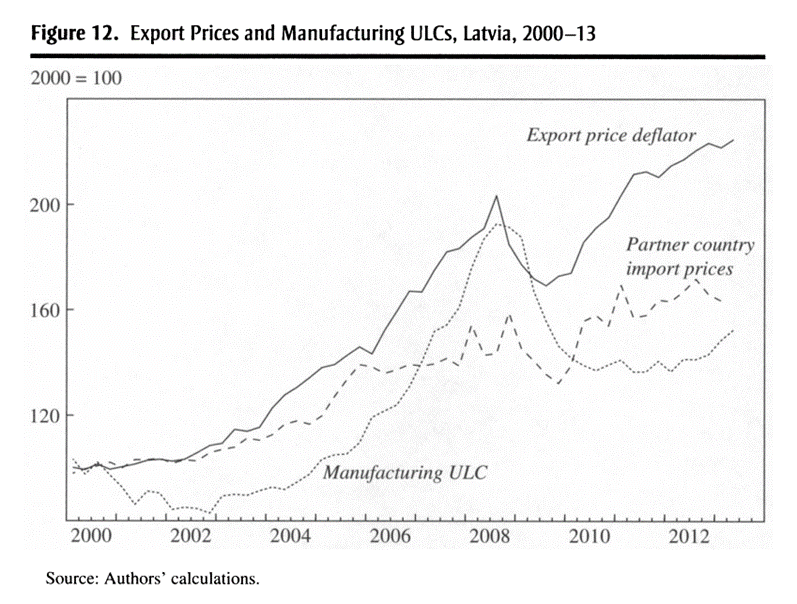 Figure 12. Export Prices and Manufacturing ULCs, Latvia, 2000–13
2000 = 100
Export price deflator
200
Partner country
import prices
160
120
Manufacturing ULC
2000 2002 2004 2006 2008 2010 2012
Source: Authors’ calculations.